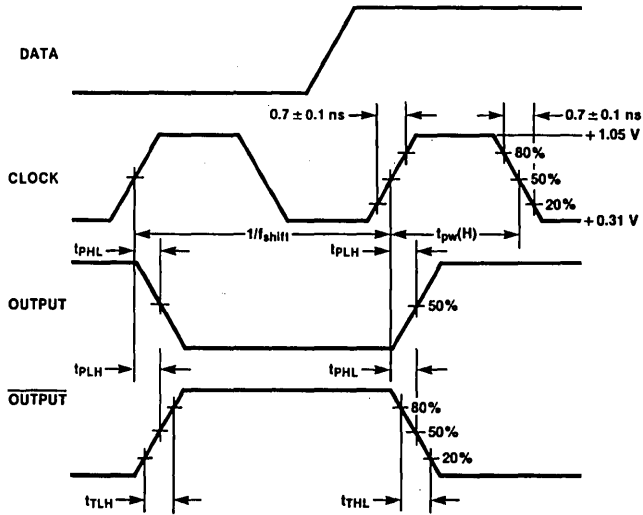 DATA
0.7 ± 0.1 ns
0.7 ± 0.1 ns
+ 1.05 V
80%
CLOCK
50%
20%
+ 0.31 V
1/fshift
tpw(H)
tPHL
tPLH
OUTPUT
50%
tPLH
tPHL
OUTPUT
80%
50%
20%
tTLH
tTHL